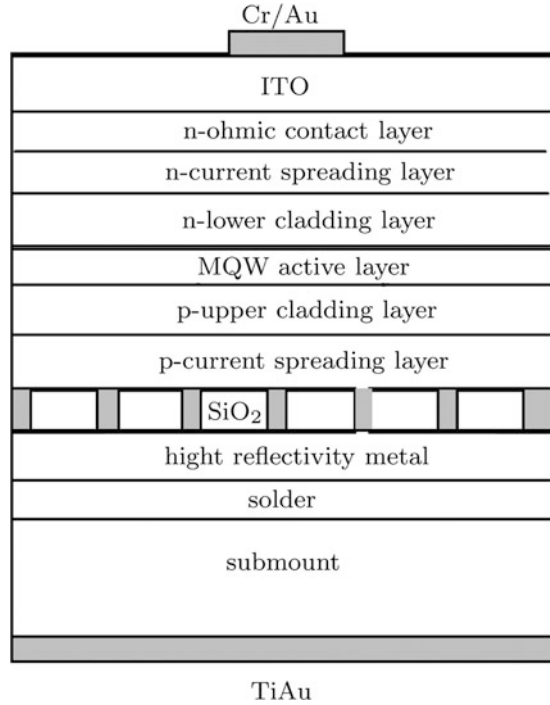 Cr/Au
ITO
n-ohmic contact layer
n-current spreading layer
n-lower cladding layer
MQW active layer
p-upper cladding layer
p-current spreading layer
SiO₂
hight reflectivity metal
solder
submount
TiAu